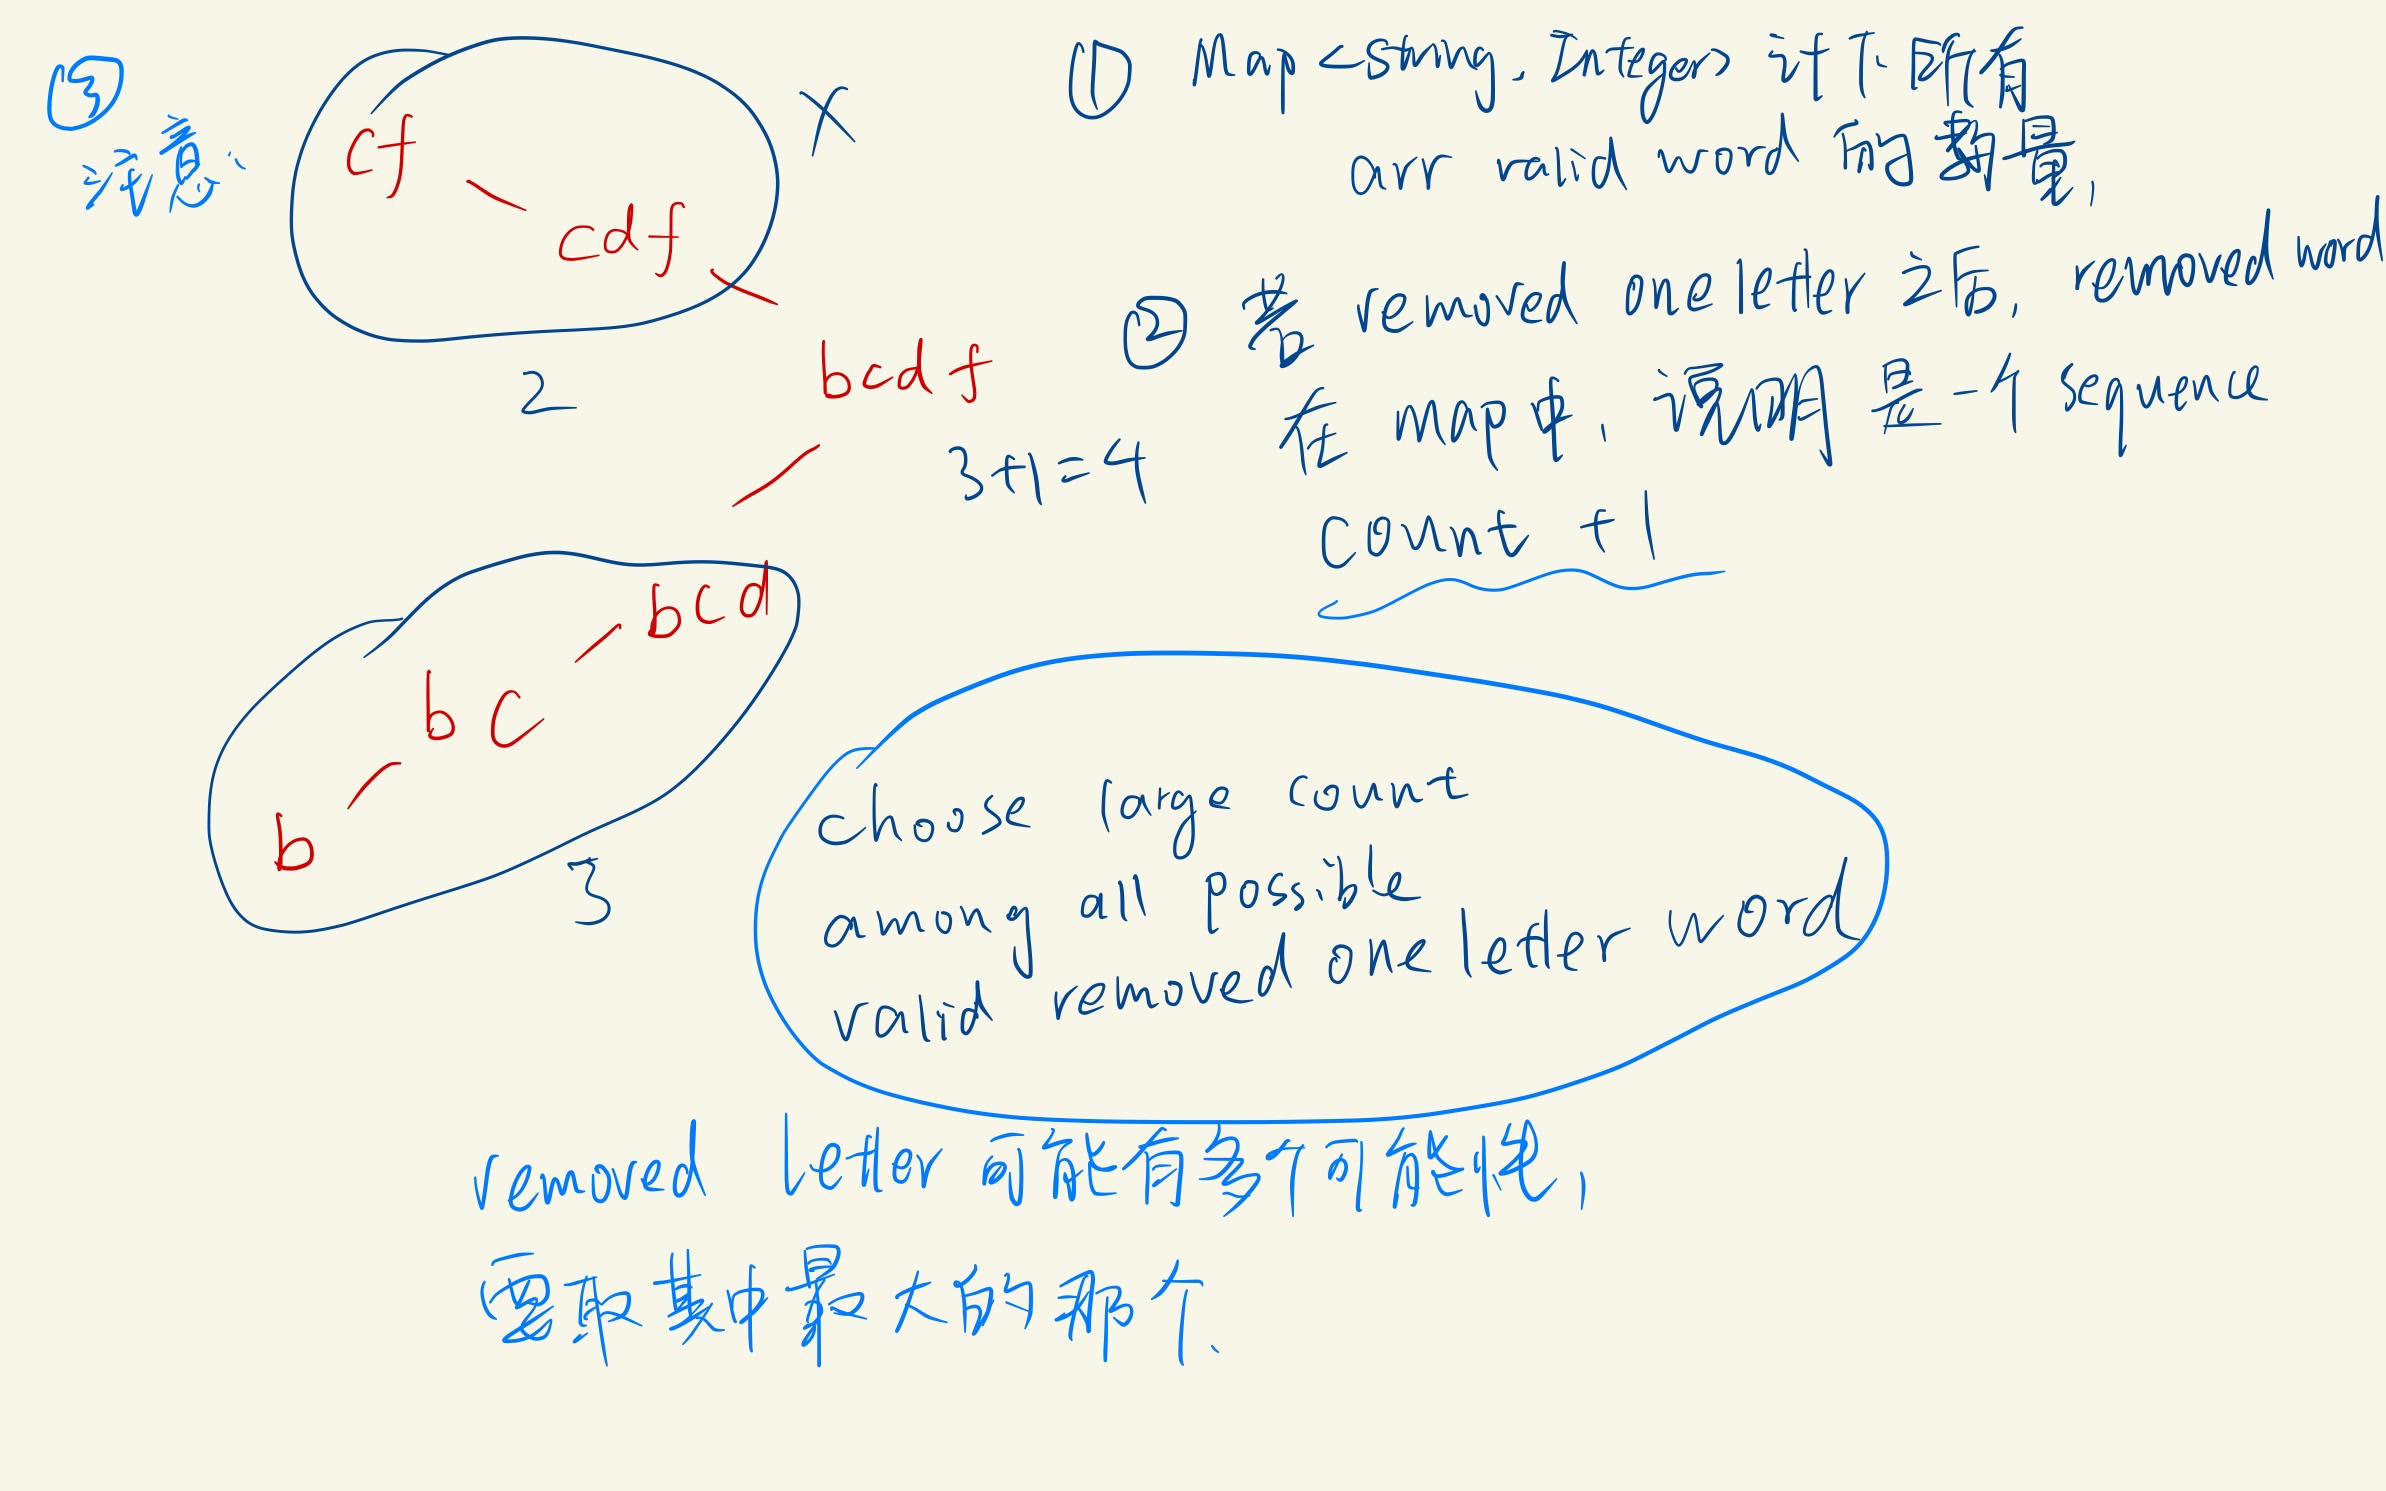 ③
注意:
cf
cdf
X
2
bcdf
3+1=4
bcd
bc
b
3
① Map <String, Integer> 计下所有
arr valid word 的数量,
② 若 removed one letter 之后, removed word
在 map 中, 说明是一个 sequence
count +1
choose large count
among all possible
valid removed one letter word
removed letter 可能有多个可能性,
要取其中最大的那个.